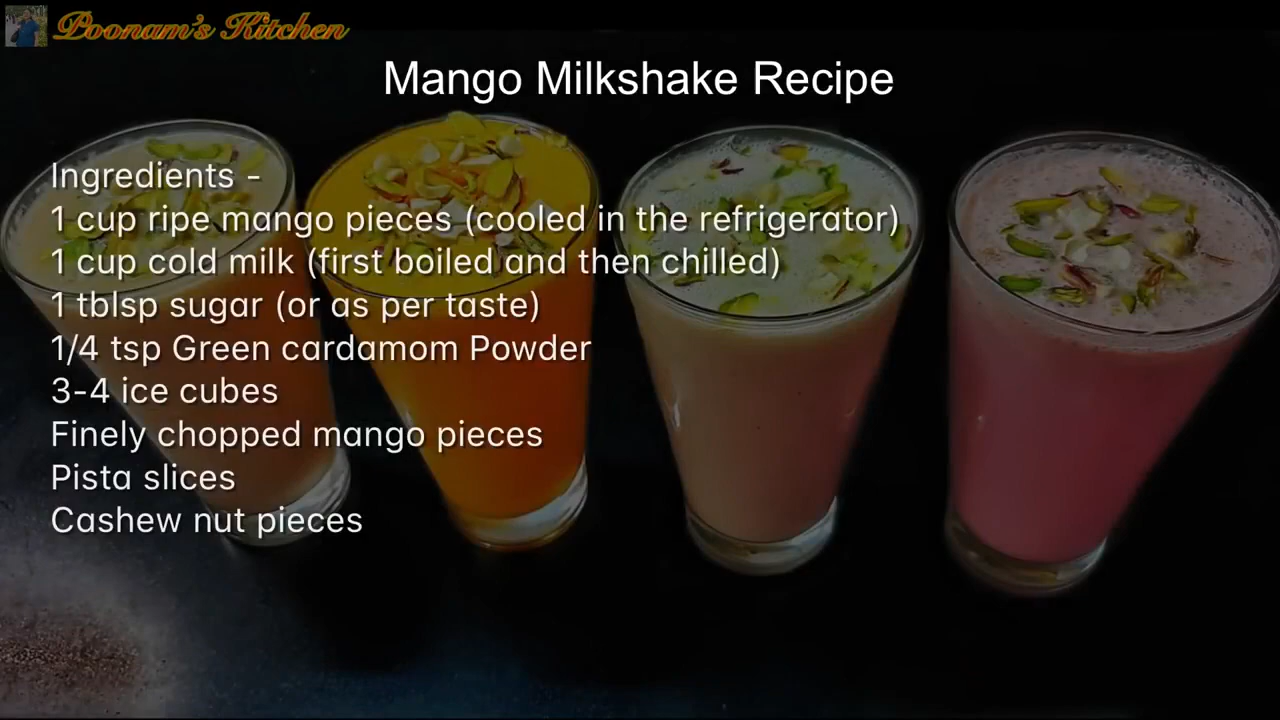 Poonam's Kitchen
Mango Milkshake Recipe
Ingredients -
1 cup ripe mango pieces (cooled in the refrigerator)
1 cup cold milk (first boiled and then chilled)
1 tblsp sugar (or as per taste)
1/4 tsp Green cardamom Powder
3-4 ice cubes
Finely chopped mango pieces
Pista slices
Cashew nut pieces